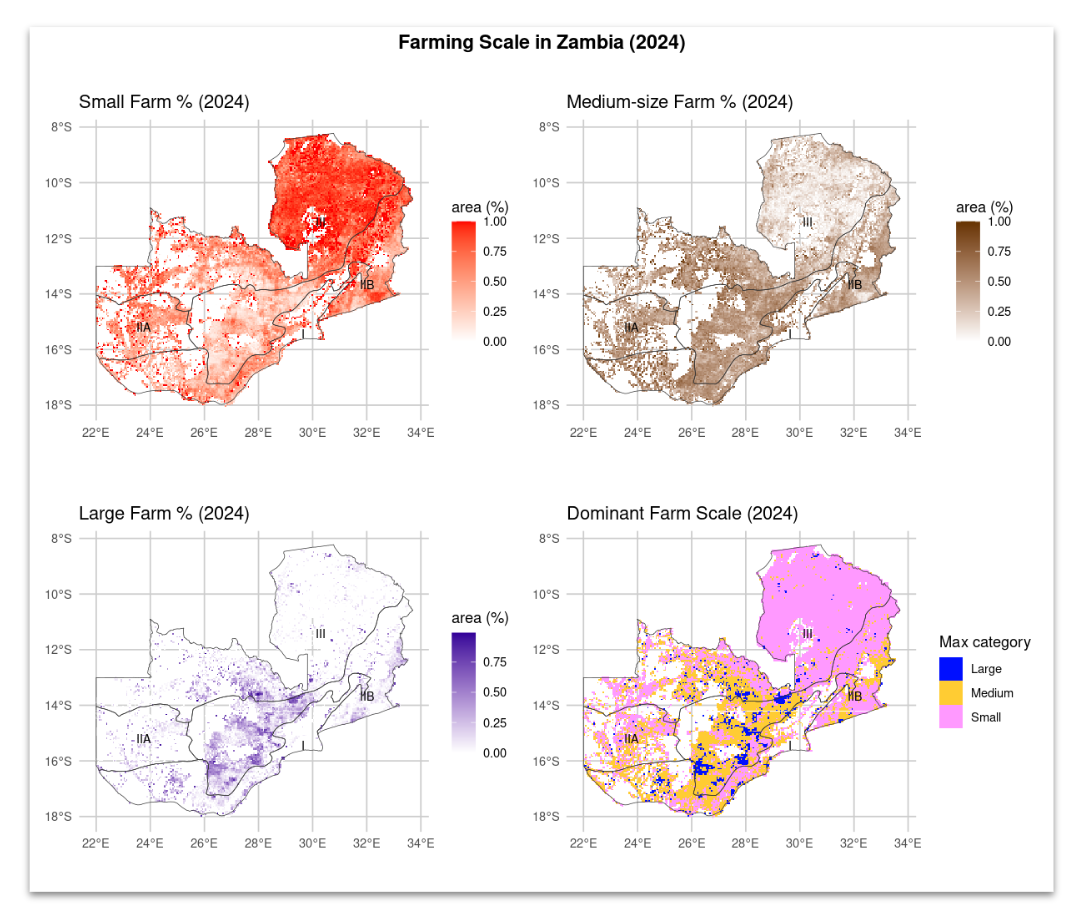 Farming Scale in Zambia (2024)
Small Farm % (2024)
8°S
10°S
12°S
14°S
16°S
18°S
22°E 24°E 26°E 28°E 30°E 32°E 34°E
IIB
IIA
I
area (%)
1.00
0.75
0.50
0.25
0.00
Medium-size Farm % (2024)
8°S
10°S
12°S
14°S
16°S
18°S
22°E 24°E 26°E 28°E 30°E 32°E 34°E
III
IIB
IIA
I
area (%)
1.00
0.75
0.50
0.25
0.00
Large Farm % (2024)
8°S
10°S
12°S
14°S
16°S
18°S
22°E 24°E 26°E 28°E 30°E 32°E 34°E
III
IIB
IIA
I
area (%)
0.75
0.50
0.25
0.00
Dominant Farm Scale (2024)
8°S
10°S
12°S
14°S
16°S
18°S
22°E 24°E 26°E 28°E 30°E 32°E 34°E
III
IIB
IIA
I
Max category
Large
Medium
Small